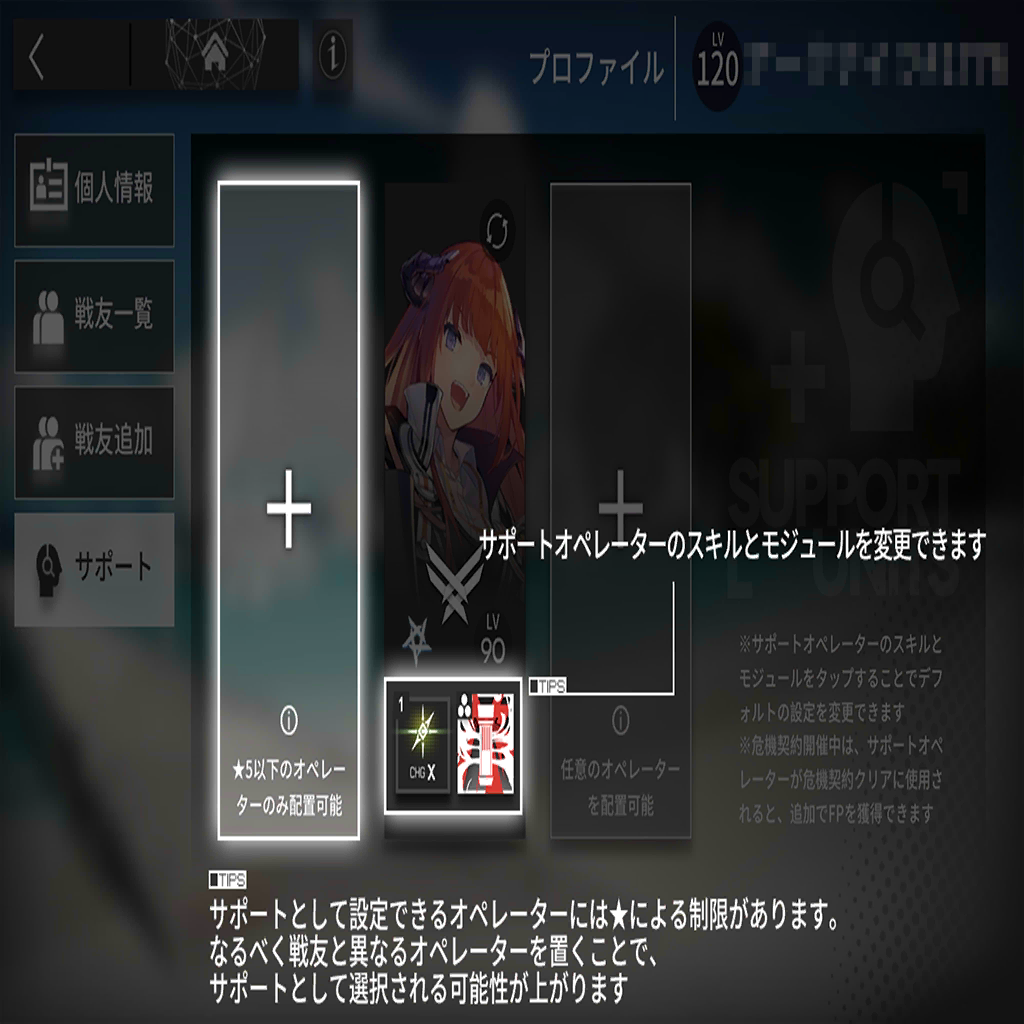 プロファイル
LV
120
個人情報
戦友一覧
戦友追加
サポート
SUPPORT
UNITS
サポートオペレーターのスキルとモジュールを変更できます
LV
90
TIPS
1
CHG X
★5以下のオペレー
ターのみ配置可能
任意のオペレーター
を配置可能
※サポートオペレーターのスキルと
モジュールをタップすることでデフ
ォルトの設定を変更できます
※危機契約開催中は、サポートオペ
レーターが危機契約クリアに使用さ
れると、追加でFPを獲得できます
TIPS
サポートとして設定できるオペレーターには★による制限があります。
なるべく戦友と異なるオペレーターを置くことで、
サポートとして選択される可能性が上がります